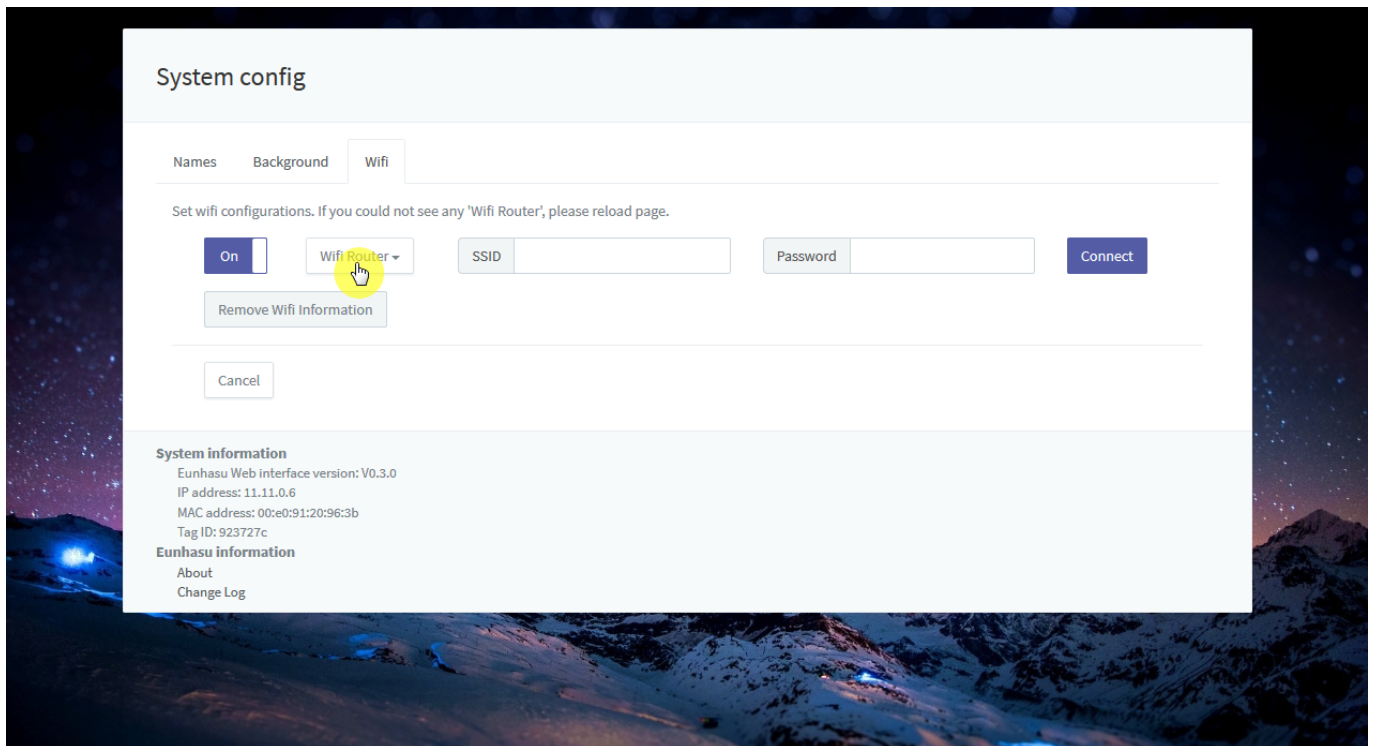 System config
Names Background Wifi
Set wifi configurations. If you could not see any 'Wifi Router', please reload page.
On Wifi Router SSID Password Connect
Remove Wifi Information
Cancel
System information
Eunhasu Web interface version: V0.3.0
IP address: 11.11.0.6
MAC address: 00:e0:91:20:96:3b
Tag ID: 923727c
Eunhasu information
About
Change Log